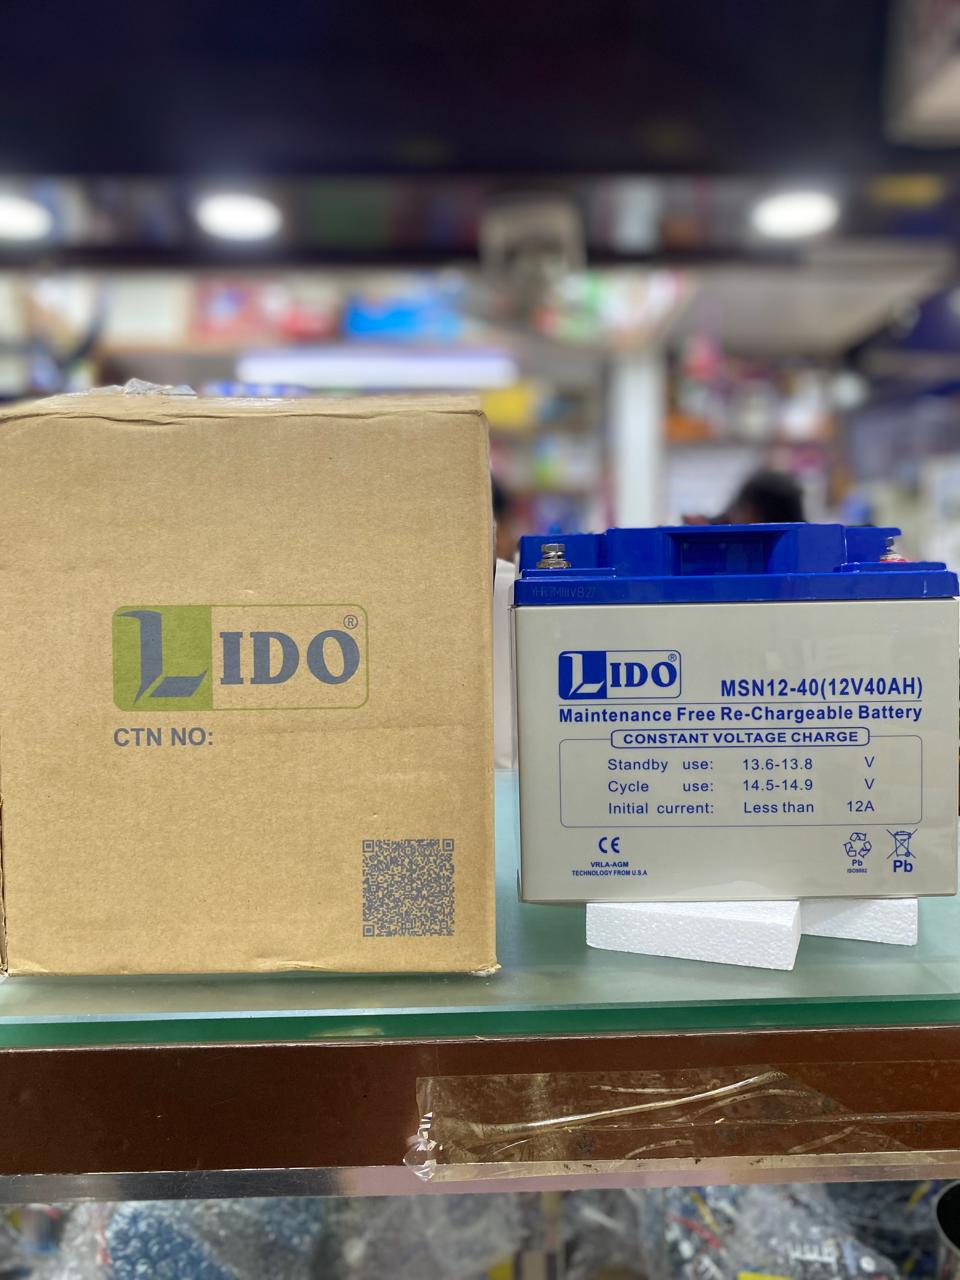 LIDO®
CTN NO:
LIDO®
MSN12-40(12V40AH)
Maintenance Free Re-Chargeable Battery
CONSTANT VOLTAGE CHARGE
Standby use: 13.6-13.8 V
Cycle use: 14.5-14.9 V
Initial current: Less than 12A
CE
VRLA-AGM
TECHNOLOGY FROM U.S.A
Pb
ISO9002
Pb